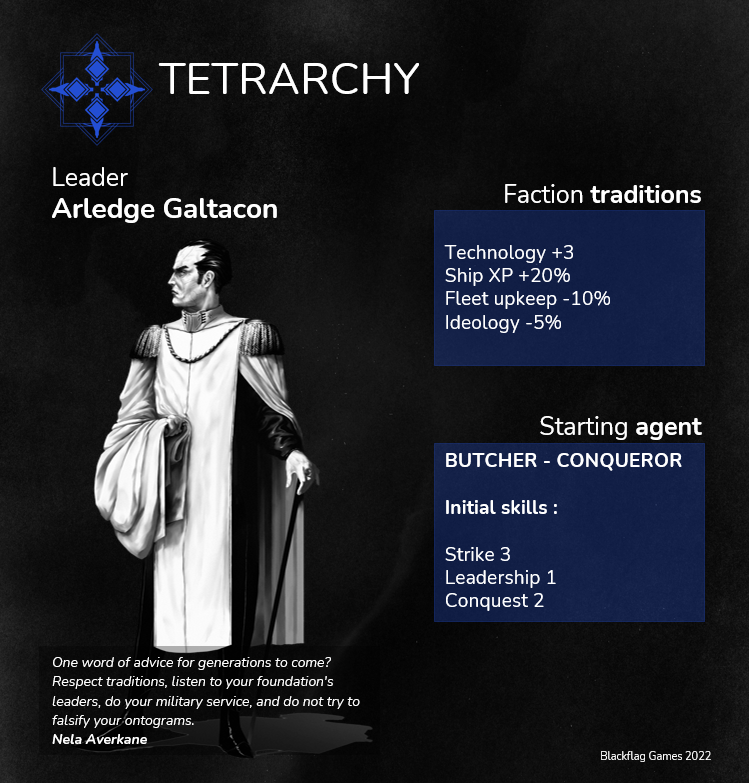 TETRARCHY
Leader
Arledge Galtacon
Faction traditions
Technology +3
Ship XP +20%
Fleet upkeep -10%
Ideology -5%
Starting agent
BUTCHER - CONQUEROR
Initial skills :
Strike 3
Leadership 1
Conquest 2
One word of advice for generations to come?
Respect traditions, listen to your foundation's
leaders, do your military service, and do not try to
falsify your ontograms.
Nela Averkane
Blackflag Games 2022